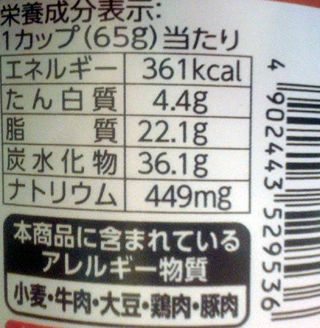 栄養成分表示:
1カップ(65g)当たり
エネルギー 361kcal
たん白質 4.4g
脂質 22.1g
炭水化物 36.1g
ナトリウム 449mg
本商品に含まれている
アレルギー物質
小麦・牛肉・大豆・鶏肉・豚肉
4 902443 529536